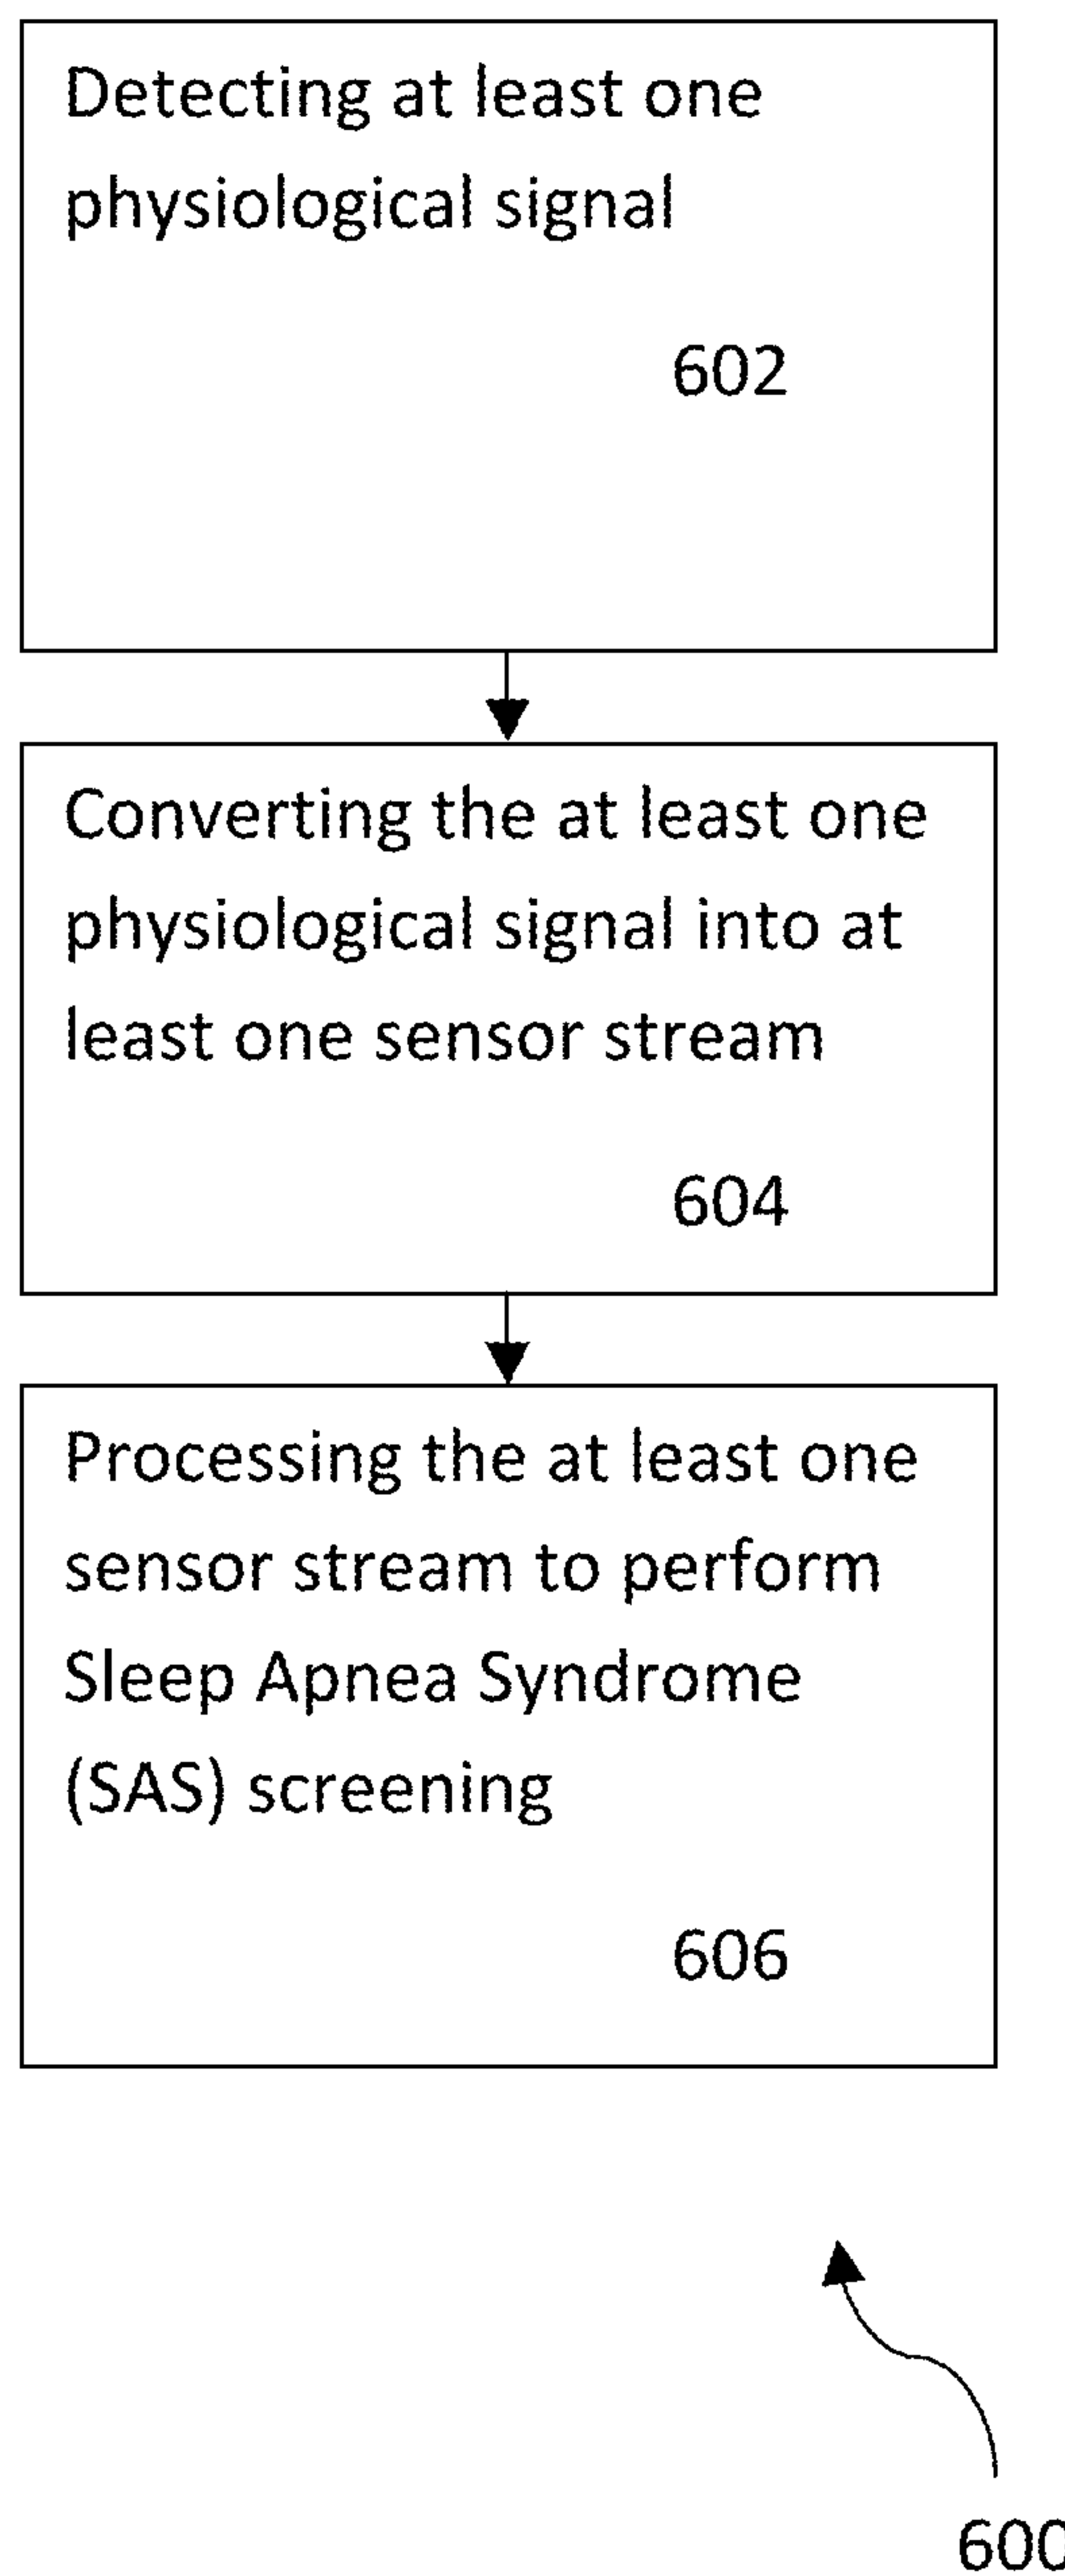 Detecting at least one
physiological signal
602
Converting the at least one
physiological signal into at
least one sensor stream
604
Processing the at least one
sensor stream to perform
Sleep Apnea Syndrome
(SAS) screening
606
600